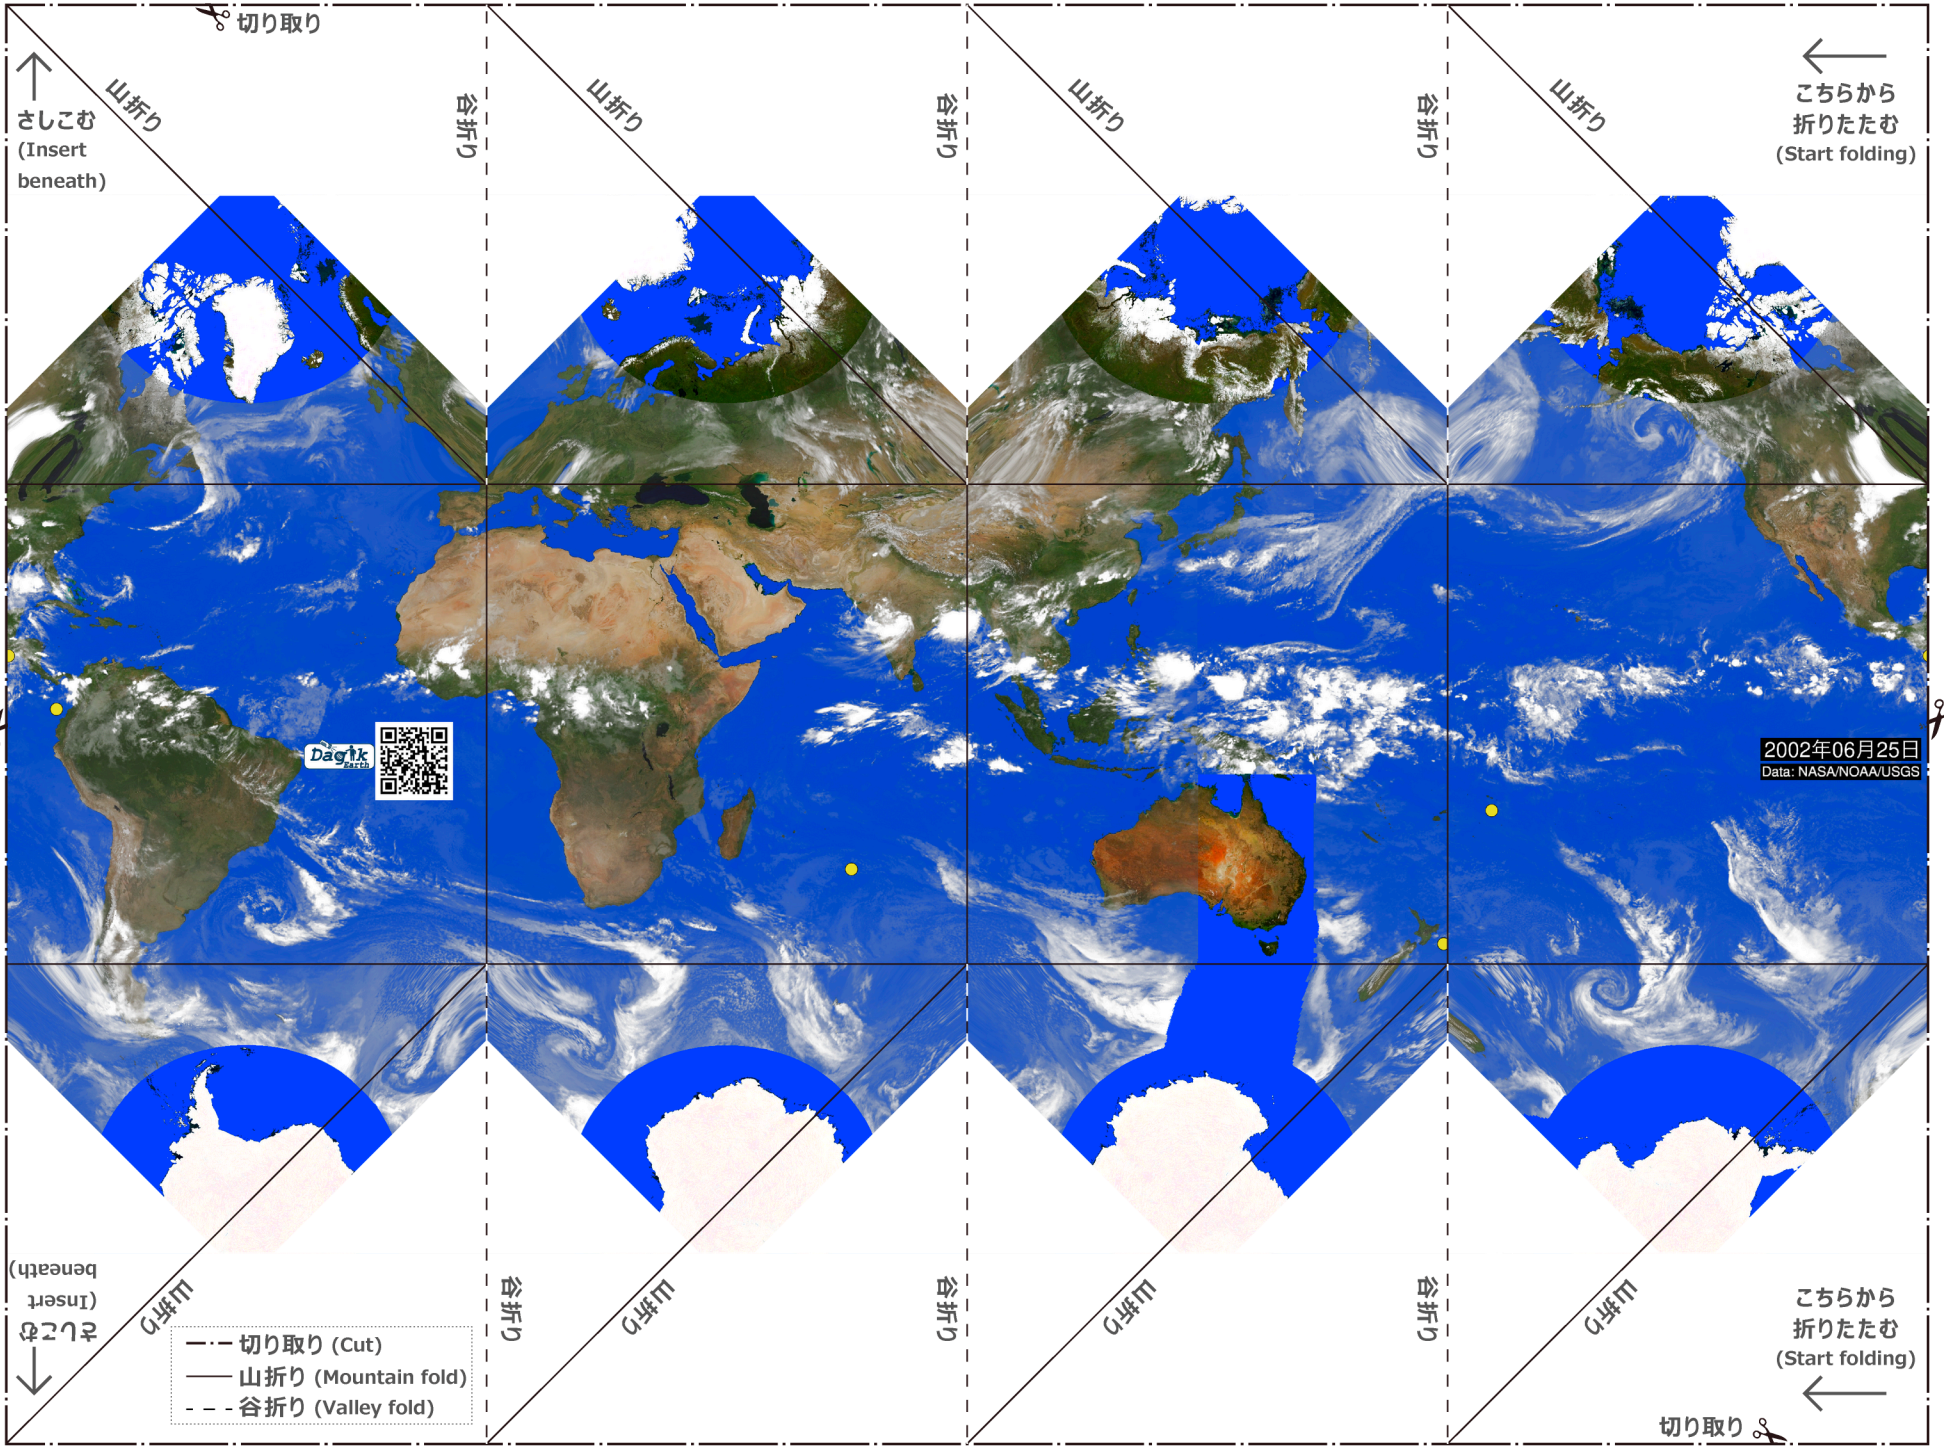 切り取り
山折り
谷折り
山折り
谷折り
山折り
谷折り
山折り
さしこむ
(Insert
beneath)
こちらから
折りたたむ
(Start folding)
Dagik
Earth
2002年06月25日
Data: NASA/NOAA/USGS
さしこむ
(Insert
beneath)
山折り
谷折り
山折り
谷折り
山折り
谷折り
山折り
こちらから
折りたたむ
(Start folding)
切り取り (Cut)
山折り (Mountain fold)
谷折り (Valley fold)
切り取り